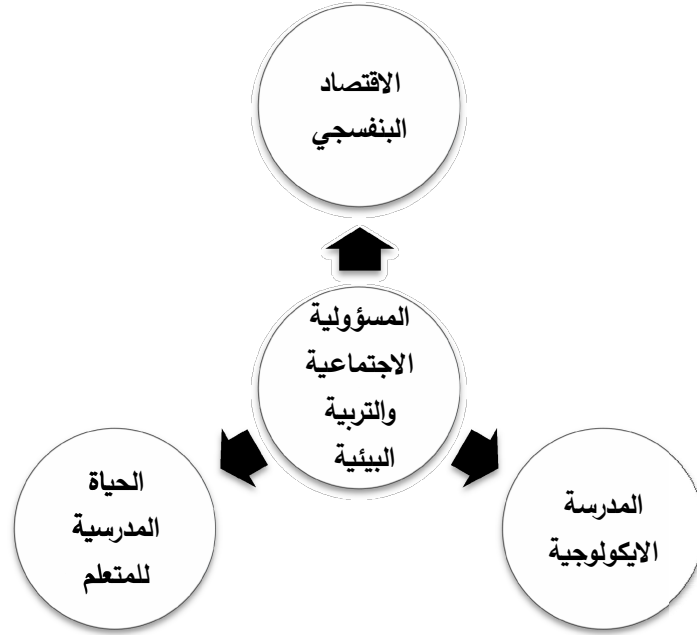 الاقتصاد
البنفسجي
المسؤولية
الاجتماعية
والتربية
البيئية
المدرسة
الايكولوجية
الحياة
المدرسية
للمتعلم